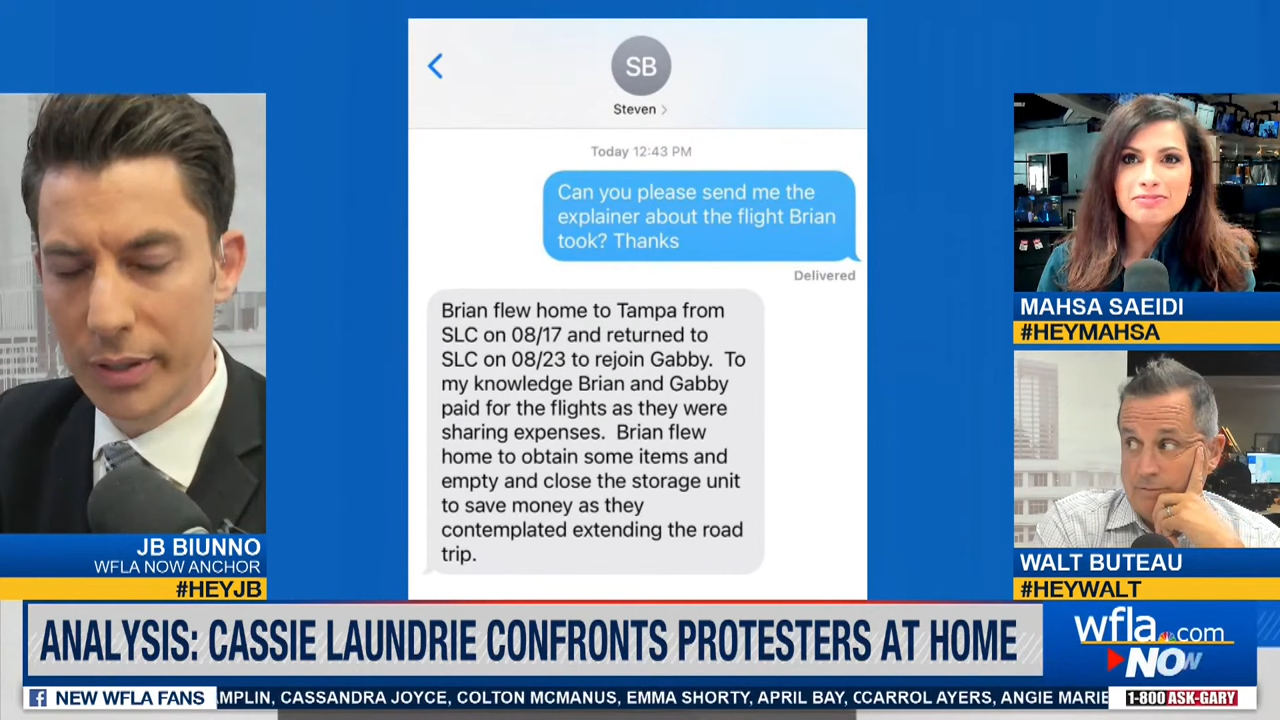 SB
Steven >
Today 12:43 PM
Can you please send me the
explainer about the flight Brian
took? Thanks
Delivered
Brian flew home to Tampa from
SLC on 08/17 and returned to
SLC on 08/23 to rejoin Gabby. To
my knowledge Brian and Gabby
paid for the flights as they were
sharing expenses. Brian flew
home to obtain some items and
empty and close the storage unit
to save money as they
contemplated extending the road
trip.
JB BIUNNO
WFLA NOW ANCHOR
#HEYJB
MAHSA SAEIDI
#HEYMAHSA
WALT BUTEAU
#HEYWALT
ANALYSIS: CASSIE LAUNDRIE CONFRONTS PROTESTERS AT HOME
wfla.com
NOW
NEW WFLA FANS
AMPLIN, CASSANDRA JOYCE, COLTON MCMANUS, EMMA SHORTY, APRIL BAY, CCARROL AYERS, ANGIE MARIE
1-800 ASK-GARY